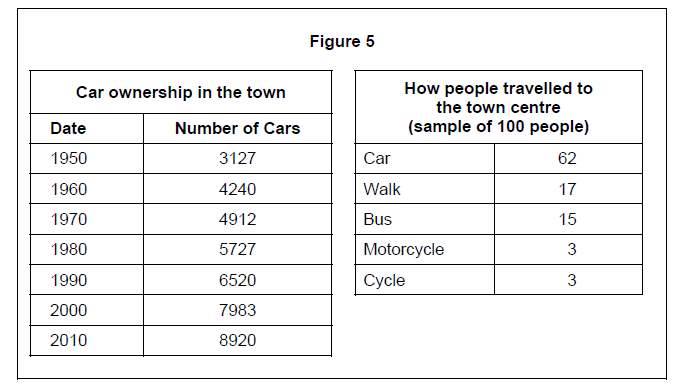 Figure 5
Car ownership in the town
Date Number of Cars
1950 3127
1960 4240
1970 4912
1980 5727
1990 6520
2000 7983
2010 8920
How people travelled to
the town centre
(sample of 100 people)
Car 62
Walk 17
Bus 15
Motorcycle 3
Cycle 3